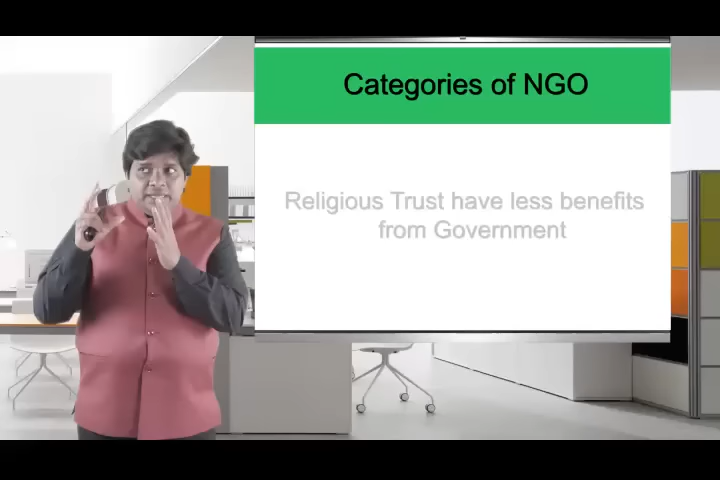 Categories of NGO
Religious Trust have less benefits
from Government